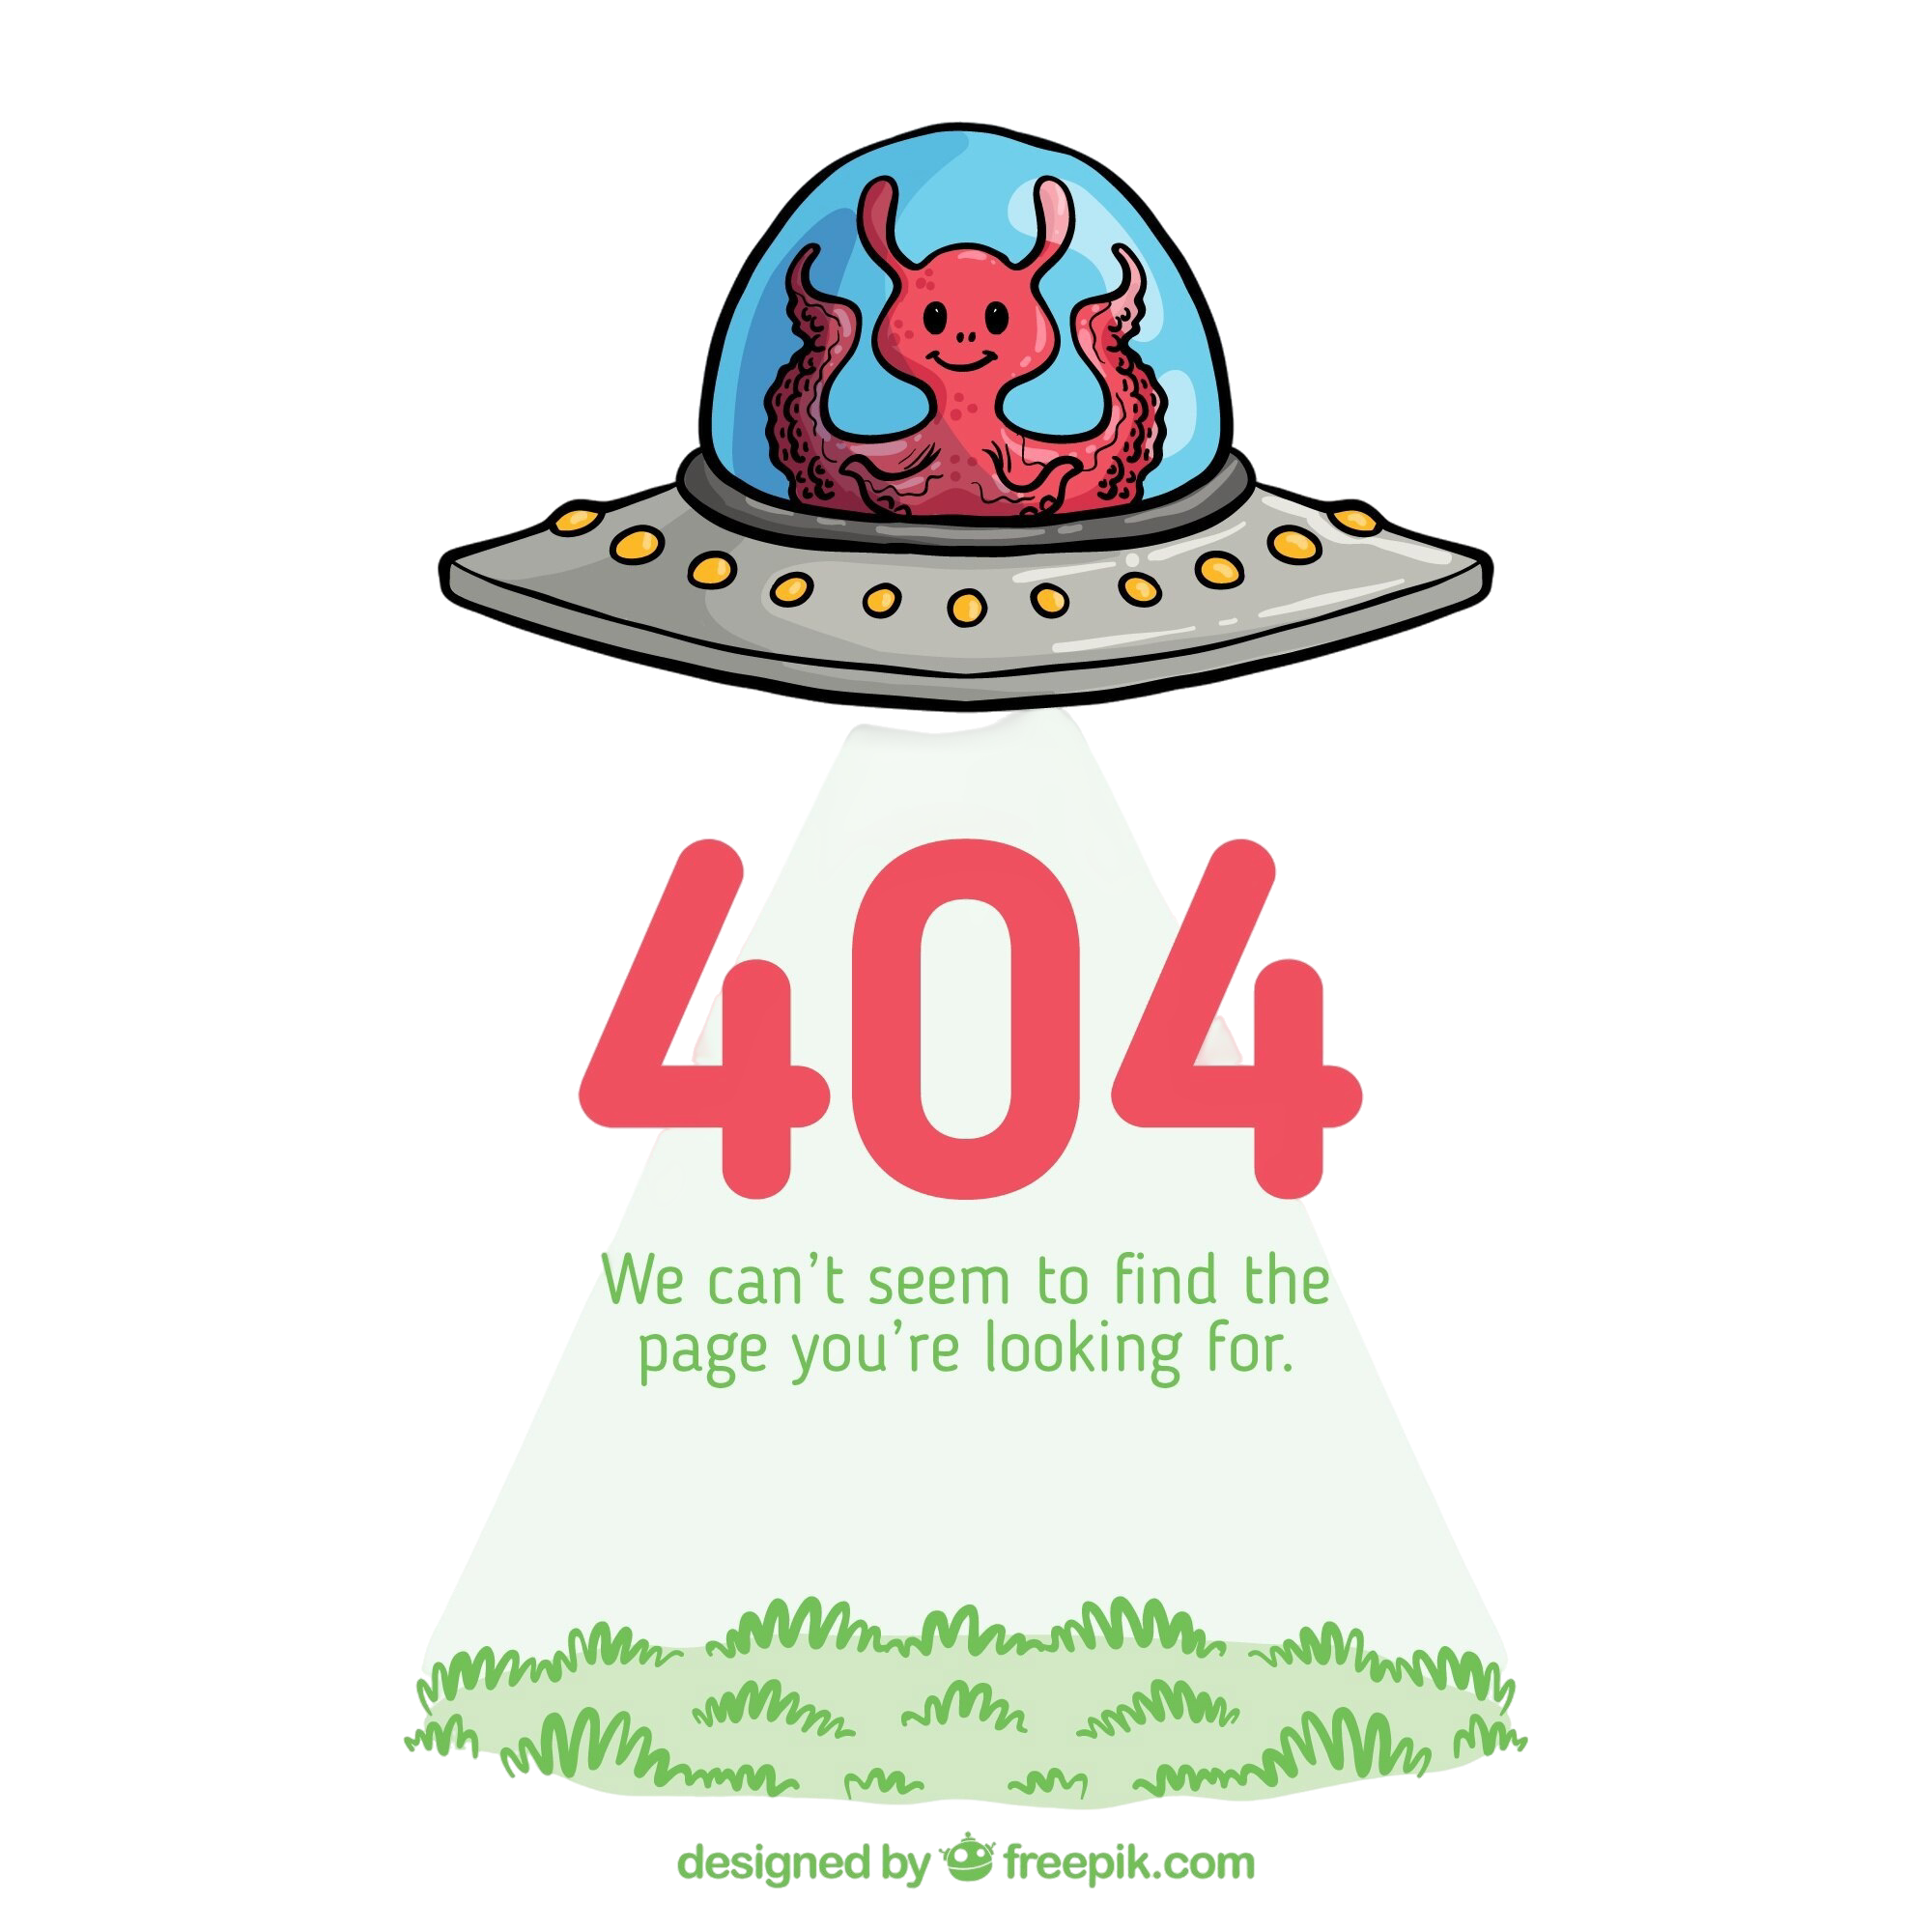 404
We can’t seem to find the
page you’re looking for.
designed by freepik.com